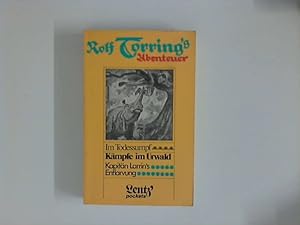 Rolf Torring's
Abenteuer
Im Todessumpf
Kämpfe im Urwald
Kapitän Larrin's
Entlarvung
Lentz
pockets